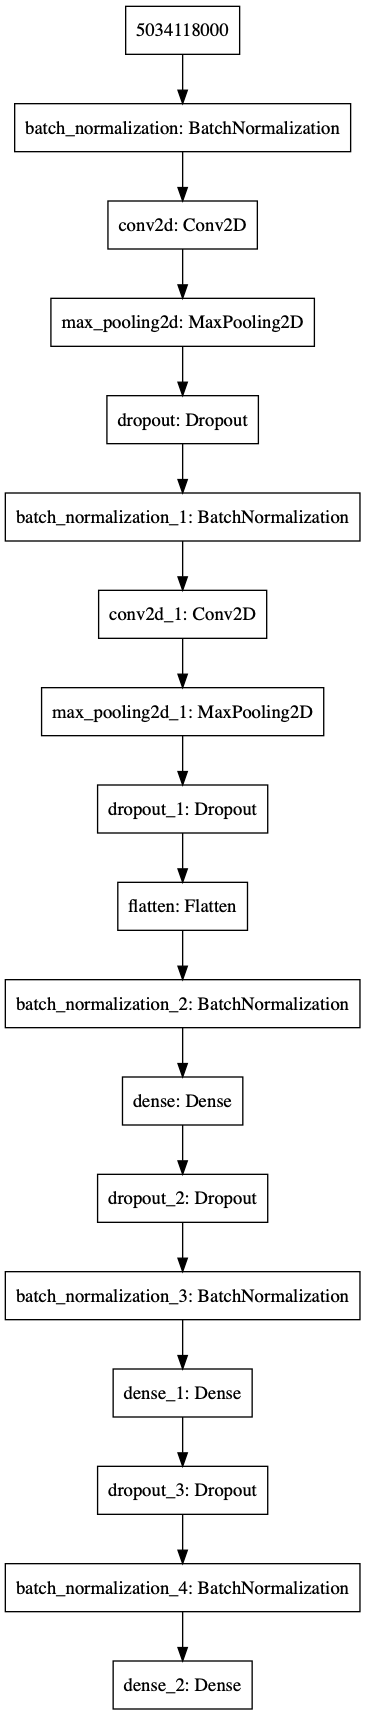 5034118000
batch_normalization: BatchNormalization
conv2d: Conv2D
max_pooling2d: MaxPooling2D
dropout: Dropout
batch_normalization_1: BatchNormalization
conv2d_1: Conv2D
max_pooling2d_1: MaxPooling2D
dropout_1: Dropout
flatten: Flatten
batch_normalization_2: BatchNormalization
dense: Dense
dropout_2: Dropout
batch_normalization_3: BatchNormalization
dense_1: Dense
dropout_3: Dropout
batch_normalization_4: BatchNormalization
dense_2: Dense